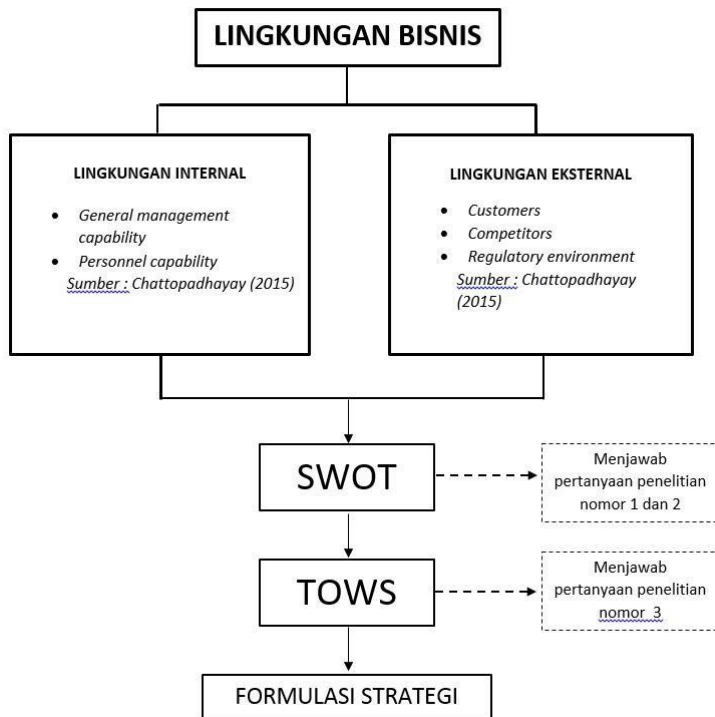 LINGKUNGAN BISNIS
LINGKUNGAN INTERNAL
• General management
capability
• Personnel capability
Sumber : Chattopadhayay (2015)
LINGKUNGAN EKSTERNAL
• Customers
• Competitors
• Regulatory environment
Sumber : Chattopadhayay
(2015)
SWOT
Menjawab
pertanyaan penelitian
nomor 1 dan 2
TOWS
Menjawab
pertanyaan penelitian
nomor 3
FORMULASI STRATEGI